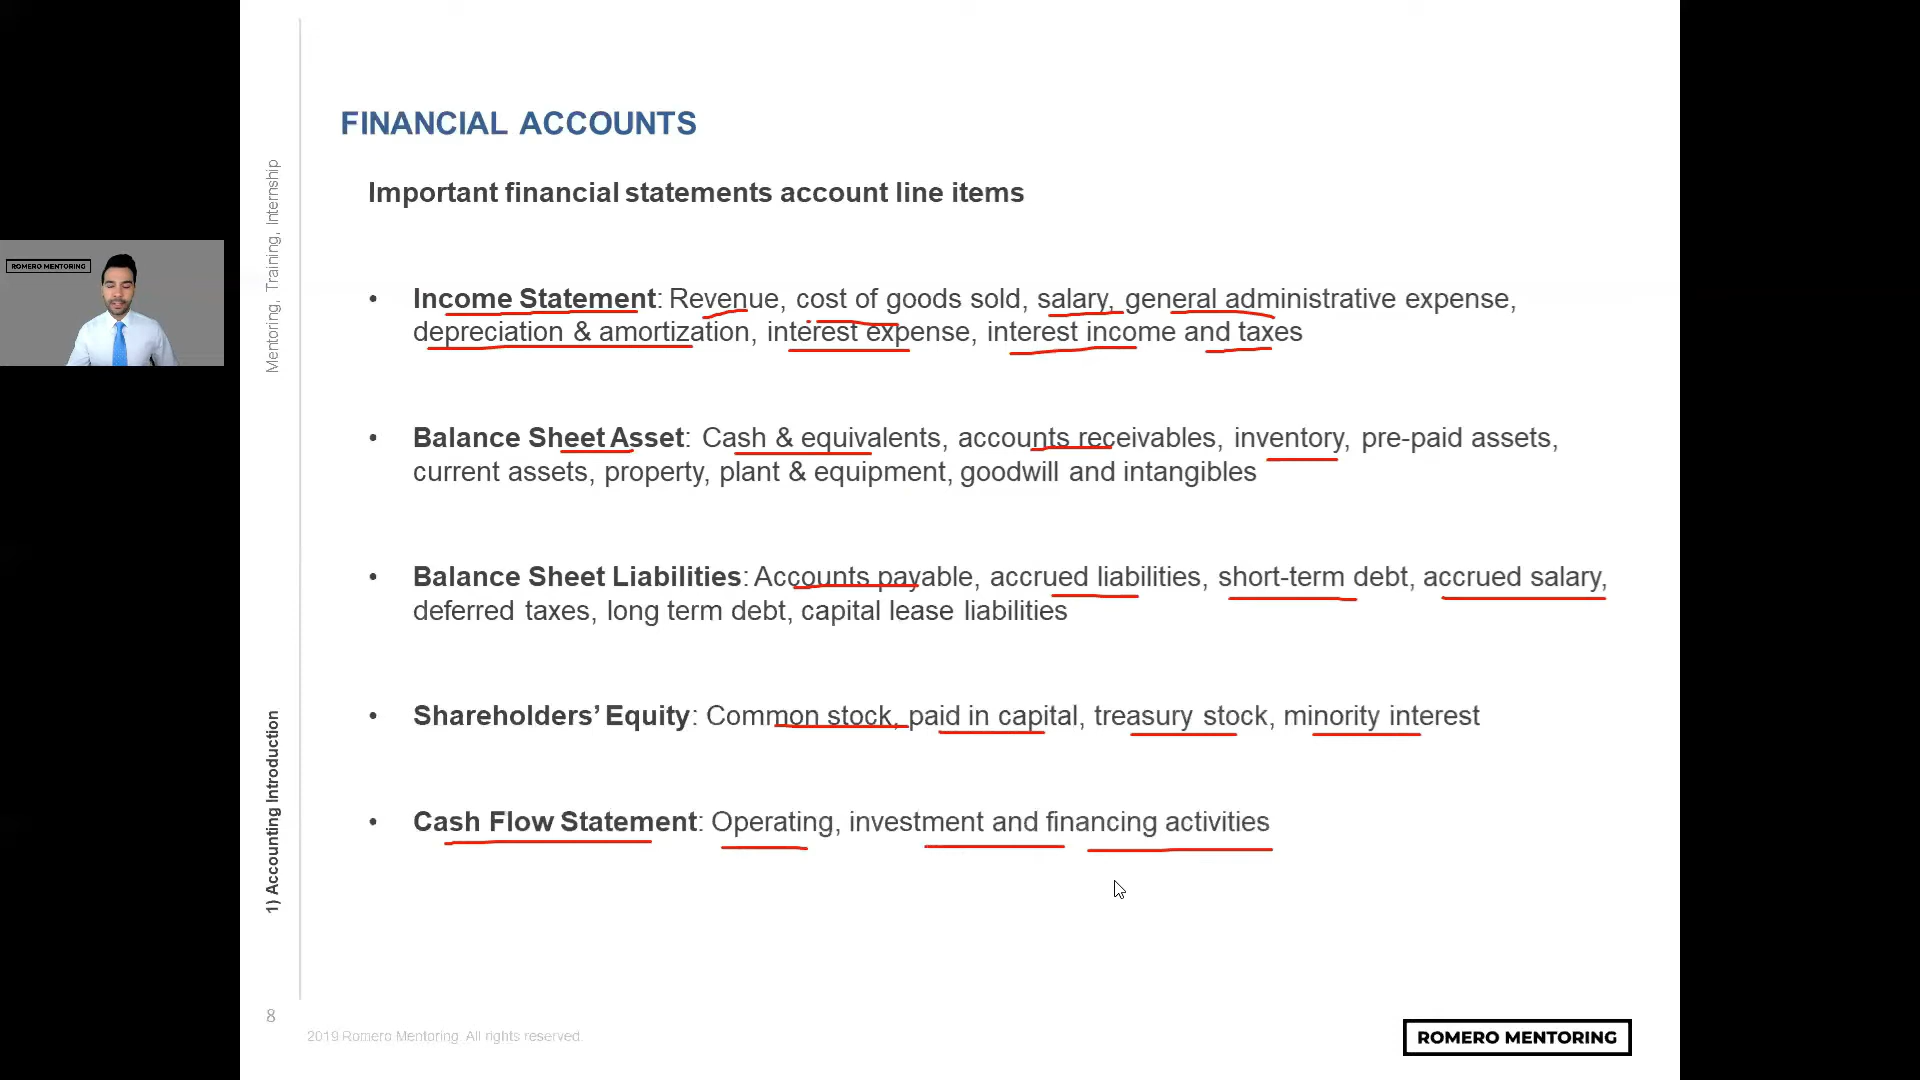 FINANCIAL ACCOUNTS
Important financial statements account line items
Mentoring, Training, Internship
ROMERO MENTORING
• Income Statement: Revenue, cost of goods sold, salary, general administrative expense,
depreciation & amortization, interest expense, interest income and taxes
• Balance Sheet Asset: Cash & equivalents, accounts receivables, inventory, pre-paid assets,
current assets, property, plant & equipment, goodwill and intangibles
• Balance Sheet Liabilities: Accounts payable, accrued liabilities, short-term debt, accrued salary,
deferred taxes, long term debt, capital lease liabilities
• Shareholders’ Equity: Common stock, paid in capital, treasury stock, minority interest
• Cash Flow Statement: Operating, investment and financing activities
1) Accounting Introduction
8
2019 Romero Mentoring. All rights reserved.
ROMERO MENTORING